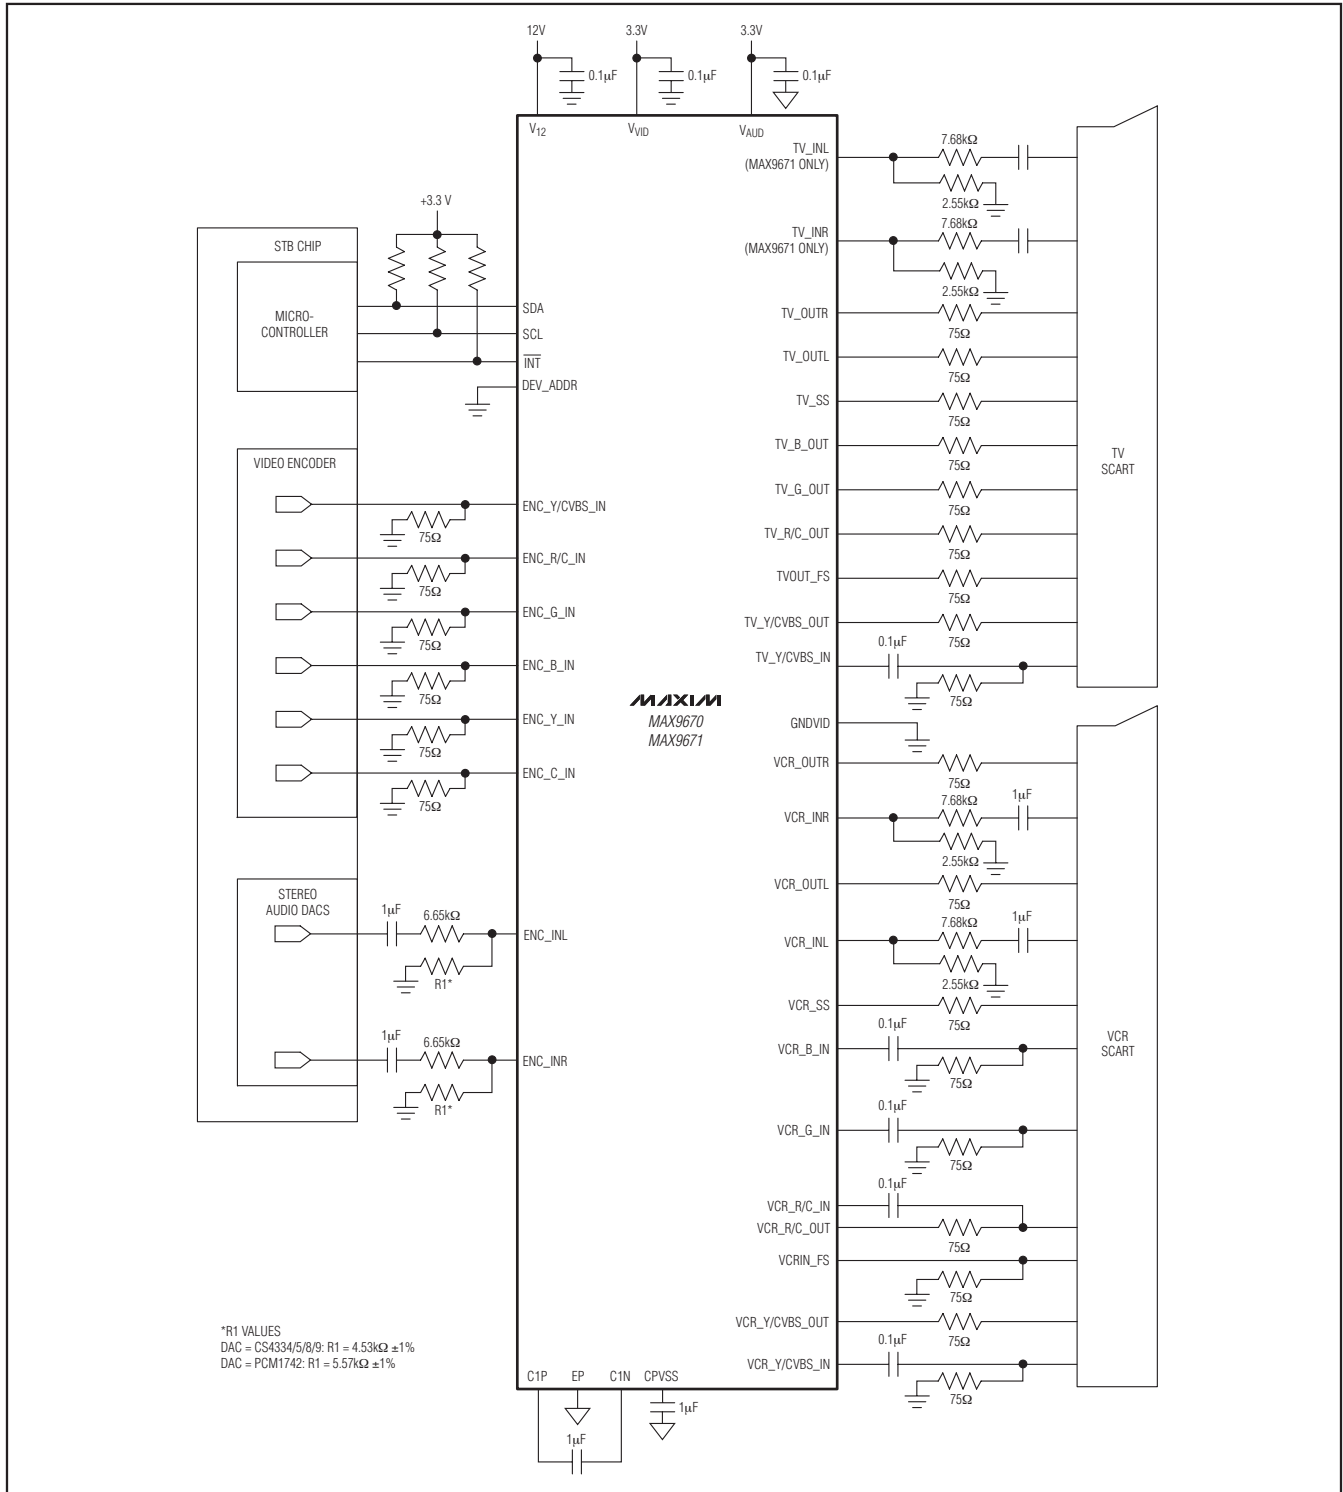 12V
3.3V
3.3V
0.1µF
0.1µF
0.1µF
V12
VVID
VAUD
+3.3 V
STB CHIP
MICRO-
CONTROLLER
SDA
SCL
INT
DEV_ADDR
VIDEO ENCODER
ENC_Y/CVBS_IN
75Ω
ENC_R/C_IN
75Ω
ENC_G_IN
75Ω
ENC_B_IN
75Ω
ENC_Y_IN
75Ω
ENC_C_IN
75Ω
STEREO
AUDIO DACS
1µF
6.65kΩ
ENC_INL
R1*
1µF
6.65kΩ
ENC_INR
R1*
MAXIM
MAX9670
MAX9671
TV_INL
(MAX9671 ONLY)
7.68kΩ
2.55kΩ
TV_INR
(MAX9671 ONLY)
7.68kΩ
2.55kΩ
TV_OUTR
75Ω
TV_OUTL
75Ω
TV_SS
75Ω
TV_B_OUT
75Ω
TV_G_OUT
75Ω
TV_R/C_OUT
75Ω
TVOUT_FS
75Ω
TV_Y/CVBS_OUT
75Ω
TV_Y/CVBS_IN
0.1µF
75Ω
TV
SCART
GNDVID
VCR_OUTR
75Ω
VCR_INR
7.68kΩ
1µF
2.55kΩ
VCR_OUTL
75Ω
VCR_INL
7.68kΩ
1µF
2.55kΩ
VCR_SS
75Ω
VCR_B_IN
0.1µF
75Ω
VCR_G_IN
0.1µF
75Ω
VCR_R/C_IN
0.1µF
VCR_R/C_OUT
75Ω
VCRIN_FS
75Ω
VCR_Y/CVBS_OUT
75Ω
VCR_Y/CVBS_IN
0.1µF
75Ω
VCR
SCART
*R1 VALUES
DAC = CS4334/5/8/9: R1 = 4.53kΩ ±1%
DAC = PCM1742: R1 = 5.57kΩ ±1%
C1P
EP
C1N
CPVSS
1µF
1µF